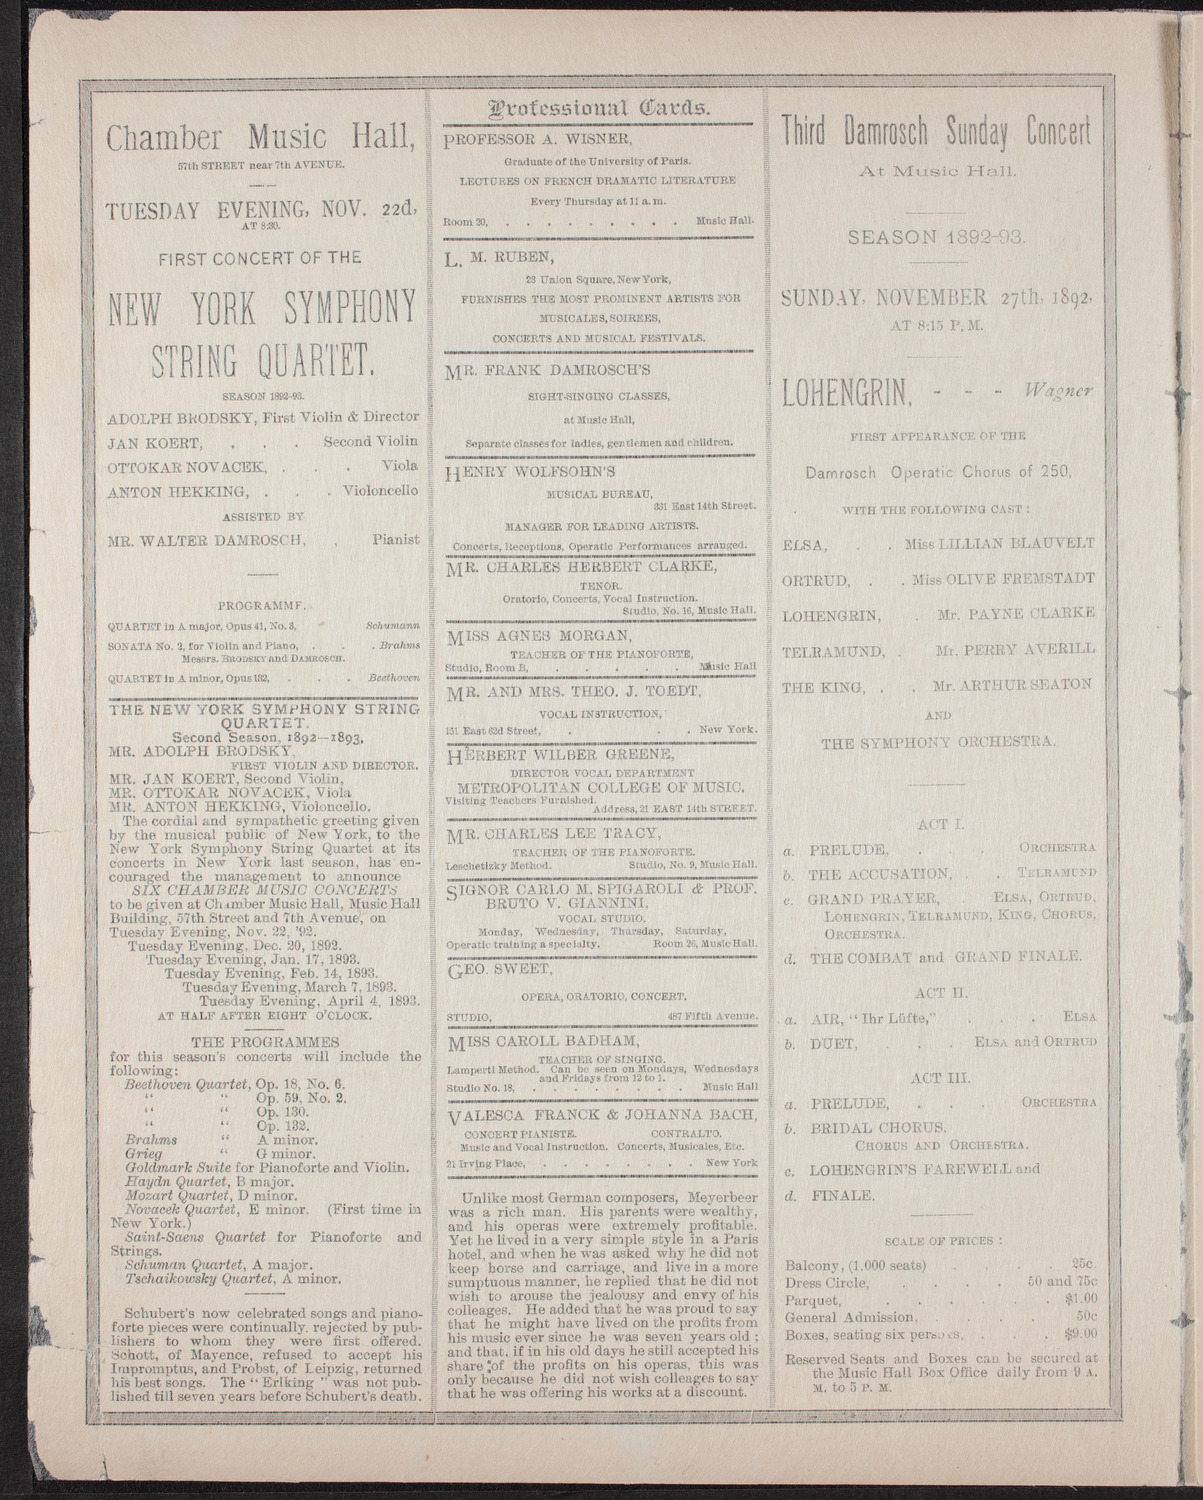 Chamber Music Hall,
57th STREET near 7th AVENUE.
TUESDAY EVENING, NOV. 22d,
AT 8:30.
FIRST CONCERT OF THE
NEW YORK SYMPHONY
STRING QUARTET.
SEASON 1892-93.
ADOLPH BRODSKY, First Violin & Director
JAN KOERT, . . . Second Violin
OTTOKAR NOVACEK, . . . Viola
ANTON HEKKING, . . . Violoncello
ASSISTED BY
MR. WALTER DAMROSCH, . Pianist
PROGRAMMF.
QUARTET in A major, Opus 41, No. 3, Schumann
SONATA No. 2, for Violin and Piano, . . . Brahms
Messrs. BRODSKY and DAMROSCH.
QUARTET in A minor, Opus 132, . . . Beethoven
THE NEW YORK SYMPHONY STRING
QUARTET.
Second Season, 1892—1893,
MR. ADOLPH BRODSKY,
FIRST VIOLIN AND DIRECTOR.
MR. JAN KOERT, Second Violin,
MR. OTTOKAR NOVACEK, Viola
MR. ANTON HEKKING, Violoncello.
The cordial and sympathetic greeting given
by the musical public of New York, to the
New York Symphony String Quartet at its
concerts in New York last season, has en-
couraged the management to announce
SIX CHAMBER MUSIC CONCERTS
to be given at Chamber Music Hall, Music Hall
Building, 57th Street and 7th Avenue, on
Tuesday Evening, Nov. 22, '92.
Tuesday Evening, Dec. 20, 1892.
Tuesday Evening, Jan. 17, 1893.
Tuesday Evening, Feb. 14, 1893.
Tuesday Evening, March 7, 1893.
Tuesday Evening, April 4, 1893.
AT HALF AFTER EIGHT O'CLOCK.
THE PROGRAMMES
for this season's concerts will include the
following:
Beethoven Quartet, Op. 18, No. 6.
" " Op. 59, No. 2.
" " Op. 130.
" " Op. 132.
Brahms " A minor.
Grieg " G minor.
Goldmark Suite for Pianoforte and Violin.
Haydn Quartet, B major.
Mozart Quartet, D minor.
Novacek Quartet, E minor. (First time in
New York.)
Saint-Saens Quartet for Pianoforte and
Strings.
Schuman Quartet, A major.
Tschaikowsky Quartet, A minor.
Schubert's now celebrated songs and piano-
forte pieces were continually rejected by pub-
lishers to whom they were first offered.
Schott, of Mayence, refused to accept his
Impromptus, and Probst, of Leipzig, returned
his best songs. The "Erlking" was not pub-
lished till seven years before Schubert's death.
Professional Cards.
PROFESSOR A. WISNER,
Graduate of the University of Paris.
LECTURES ON FRENCH DRAMATIC LITERATURE
Every Thursday at 11 a. m.
Room 20, . . . . . . . . . Music Hall.
L. M. RUBEN,
23 Union Square, New York,
FURNISHES THE MOST PROMINENT ARTISTS FOR
MUSICALES, SOIREES,
CONCERTS AND MUSICAL FESTIVALS.
MR. FRANK DAMROSCH'S
SIGHT-SINGING CLASSES,
at Music Hall,
Separate classes for ladies, gentlemen and children.
HENRY WOLFSOHN'S
MUSICAL BUREAU,
331 East 14th Street.
MANAGER FOR LEADING ARTISTS.
Concerts, Receptions, Operatic Performances arranged.
MR. CHARLES HERBERT CLARKE,
TENOR.
Oratorio, Concerts, Vocal Instruction.
Studio, No. 16, Music Hall.
MISS AGNES MORGAN,
TEACHER OF THE PIANOFORTE,
Studio, Room B, . . . . . . Music Hall
MR. AND MRS. THEO. J. TOEDT,
VOCAL INSTRUCTION,
151 East 62d Street, . . . New York.
HERBERT WILBER GREENE,
DIRECTOR VOCAL DEPARTMENT
METROPOLITAN COLLEGE OF MUSIC.
Visiting Teachers Furnished.
Address, 21 EAST 14th STREET.
MR. CHARLES LEE TRACY,
TEACHER OF THE PIANOFORTE.
Leschetizky Method. Studio, No. 9, Music Hall.
SIGNOR CARLO M. SPIGAROLI & PROF.
BRUTO V. GIANNINI,
VOCAL STUDIO.
Monday, Wednesday, Thursday, Saturday,
Operatic training a specialty. Room 26, Music Hall.
GEO. SWEET,
OPERA, ORATORIO, CONCERT.
STUDIO, 487 Fifth Avenue.
MISS CAROLL BADHAM,
TEACHER OF SINGING.
Lamperti Method. Can be seen on Mondays, Wednesdays
and Fridays from 12 to 1.
Studio No. 18, . . . . . . . . Music Hall
VALESCA FRANCK & JOHANNA BACH,
CONCERT PIANISTE. CONTRALTO.
Music and Vocal Instruction. Concerts, Musicales, Etc.
21 Irving Place, . . . . . . . . New York
Unlike most German composers, Meyerbeer
was a rich man. His parents were wealthy,
and his operas were extremely profitable.
Yet he lived in a very simple style in a Paris
hotel, and when he was asked why he did not
keep horse and carriage, and live in a more
sumptuous manner, he replied that he did not
wish to arouse the jealousy and envy of his
colleages. He added that he was proud to say
that he might have lived on the profits from
his music ever since he was seven years old;
and that, if in his old days he still accepted his
share of the profits on his operas, this was
only because he did not wish colleages to say
that he was offering his works at a discount.
Third Damrosch Sunday Concert
At Music Hall.
SEASON 1892-93.
SUNDAY, NOVEMBER 27th, 1892,
AT 8:15 P. M.
LOHENGRIN, - - - Wagner
FIRST APPEARANCE OF THE
Damrosch Operatic Chorus of 250,
WITH THE FOLLOWING CAST:
ELSA, . . Miss LILLIAN BLAUVELT
ORTRUD, . . Miss OLIVE FREMSTADT
LOHENGRIN, . Mr. PAYNE CLARKE
TELRAMUND, . Mr. PERRY AVERILL
THE KING, . . Mr. ARTHUR SEATON
AND
THE SYMPHONY ORCHESTRA.
ACT I.
a. PRELUDE, . . . ORCHESTRA
b. THE ACCUSATION, . . TELRAMUND
c. GRAND PRAYER, . ELSA, ORTRUD,
LOHENGRIN, TELRAMUND, KING, CHORUS,
ORCHESTRA.
d. THE COMBAT and GRAND FINALE.
ACT II.
a. AIR, "Ihr Lüfte," . . . ELSA
b. DUET, . . . ELSA and ORTRUD
ACT III.
a. PRELUDE, . . . ORCHESTRA
b. BRIDAL CHORUS,
CHORUS AND ORCHESTRA.
c. LOHENGRIN'S FAREWELL and
d. FINALE.
SCALE OF PRICES:
Balcony, (1,000 seats) . . . . 25c.
Dress Circle, . . . . 50 and 75c
Parquet, . . . . . . $1.00
General Admission, . . . . 50c
Boxes, seating six persons, . . . . $9.00
Reserved Seats and Boxes can be secured at
the Music Hall Box Office daily from 9 A.
M. to 5 P. M.